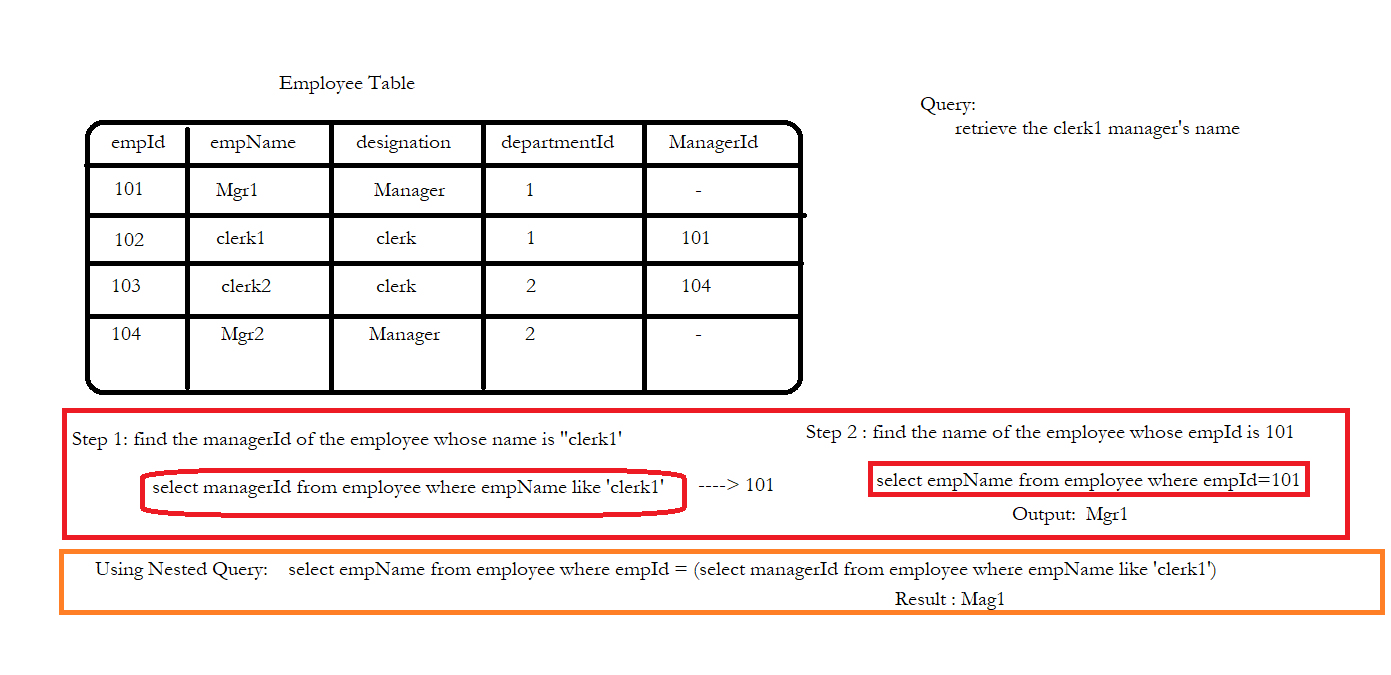 Employee Table
Query:
retrieve the clerk1 manager's name
empId empName designation departmentId ManagerId
101 Mgr1 Manager 1 -
102 clerk1 clerk 1 101
103 clerk2 clerk 2 104
104 Mgr2 Manager 2 -
Step 1: find the managerId of the employee whose name is "clerk1'
select managerId from employee where empName like 'clerk1' ----> 101
Step 2 : find the name of the employee whose empId is 101
select empName from employee where empId=101
Output: Mgr1
Using Nested Query: select empName from employee where empId = (select managerId from employee where empName like 'clerk1')
Result : Mag1